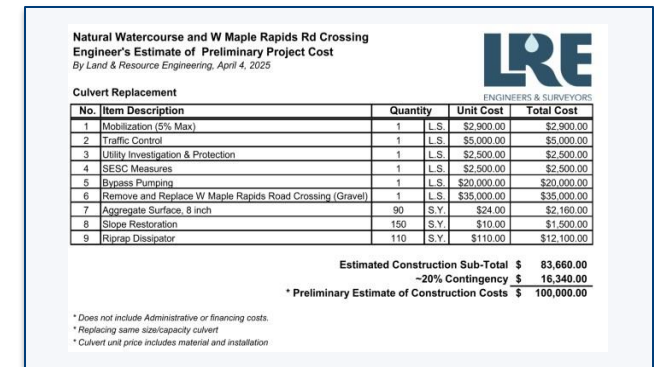 Natural Watercourse and W Maple Rapids Rd Crossing
Engineer's Estimate of Preliminary Project Cost
By Land & Resource Engineering, April 4, 2025
LRE
ENGINEERS & SURVEYORS
Culvert Replacement
No. Item Description Quantity Unit Cost Total Cost
1 Mobilization (5% Max) 1 L.S. $2,900.00 $2,900.00
2 Traffic Control 1 L.S. $5,000.00 $5,000.00
3 Utility Investigation & Protection 1 L.S. $2,500.00 $2,500.00
4 SESC Measures 1 L.S. $2,500.00 $2,500.00
5 Bypass Pumping 1 L.S. $20,000.00 $20,000.00
6 Remove and Replace W Maple Rapids Road Crossing (Gravel) 1 L.S. $35,000.00 $35,000.00
7 Aggregate Surface, 8 inch 90 S.Y. $24.00 $2,160.00
8 Slope Restoration 150 S.Y. $10.00 $1,500.00
9 Riprap Dissipator 110 S.Y. $110.00 $12,100.00
Estimated Construction Sub-Total $ 83,660.00
~20% Contingency $ 16,340.00
* Preliminary Estimate of Construction Costs $ 100,000.00
* Does not include Administrative or financing costs.
* Replacing same size/capacity culvert
* Culvert unit price includes material and installation